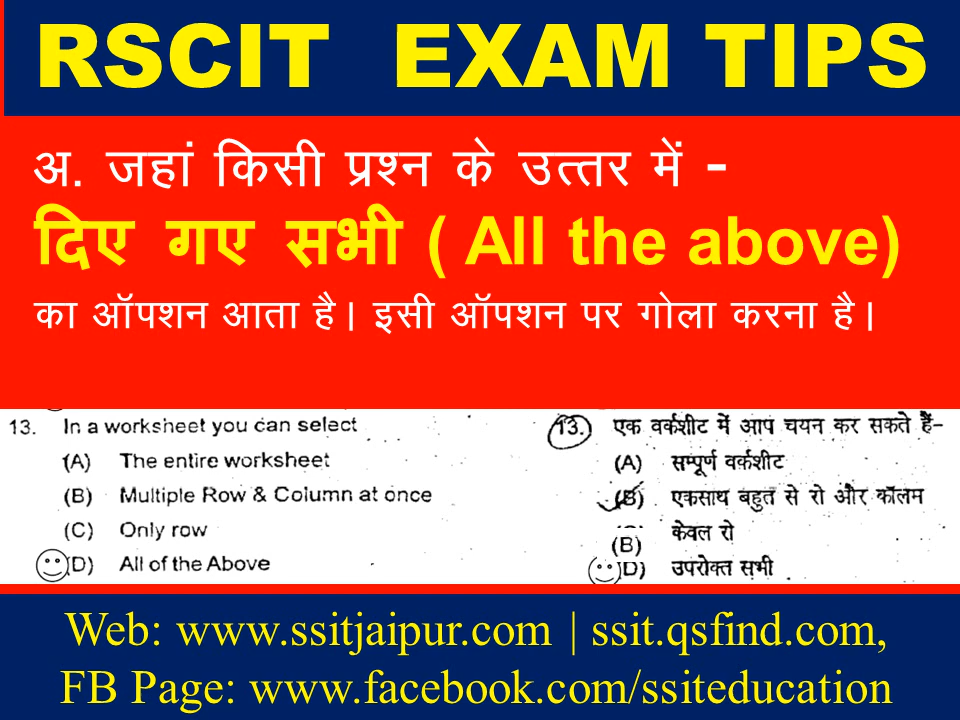 RSCIT EXAM TIPS
अ. जहां किसी प्रश्न के उत्तर में -
दिए गए सभी ( All the above)
का ऑपशन आता है। इसी ऑपशन पर गोला करना है।
13. In a worksheet you can select
(A) The entire worksheet
(B) Multiple Row & Column at once
(C) Only row
(D) All of the Above
13. एक वर्कशीट में आप चयन कर सकते हैं-
(A) सम्पूर्ण वर्कशीट
(B) एकसाथ बहुत से रो और कॉलम
(B) केवल रो
(D) उपरोक्त सभी
Web: www.ssitjaipur.com | ssit.qsfind.com,
FB Page: www.facebook.com/ssiteducation